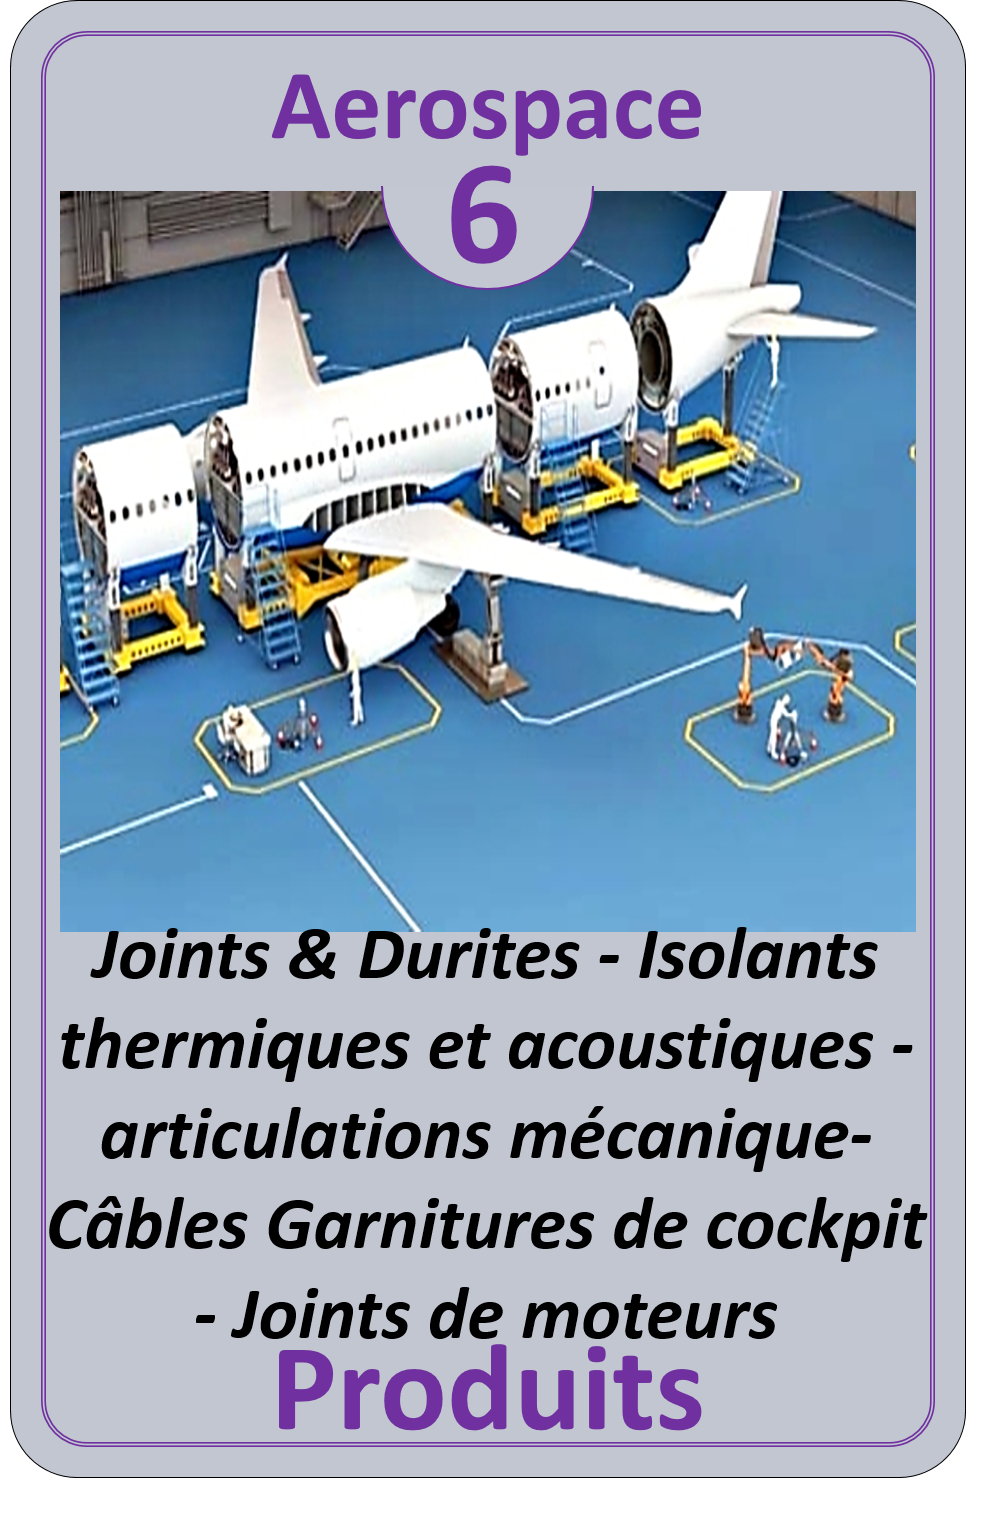 Aerospace
6
Joints & Durites - Isolants
thermiques et acoustiques -
articulations mécanique-
Câbles Garnitures de cockpit
- Joints de moteurs
Produits